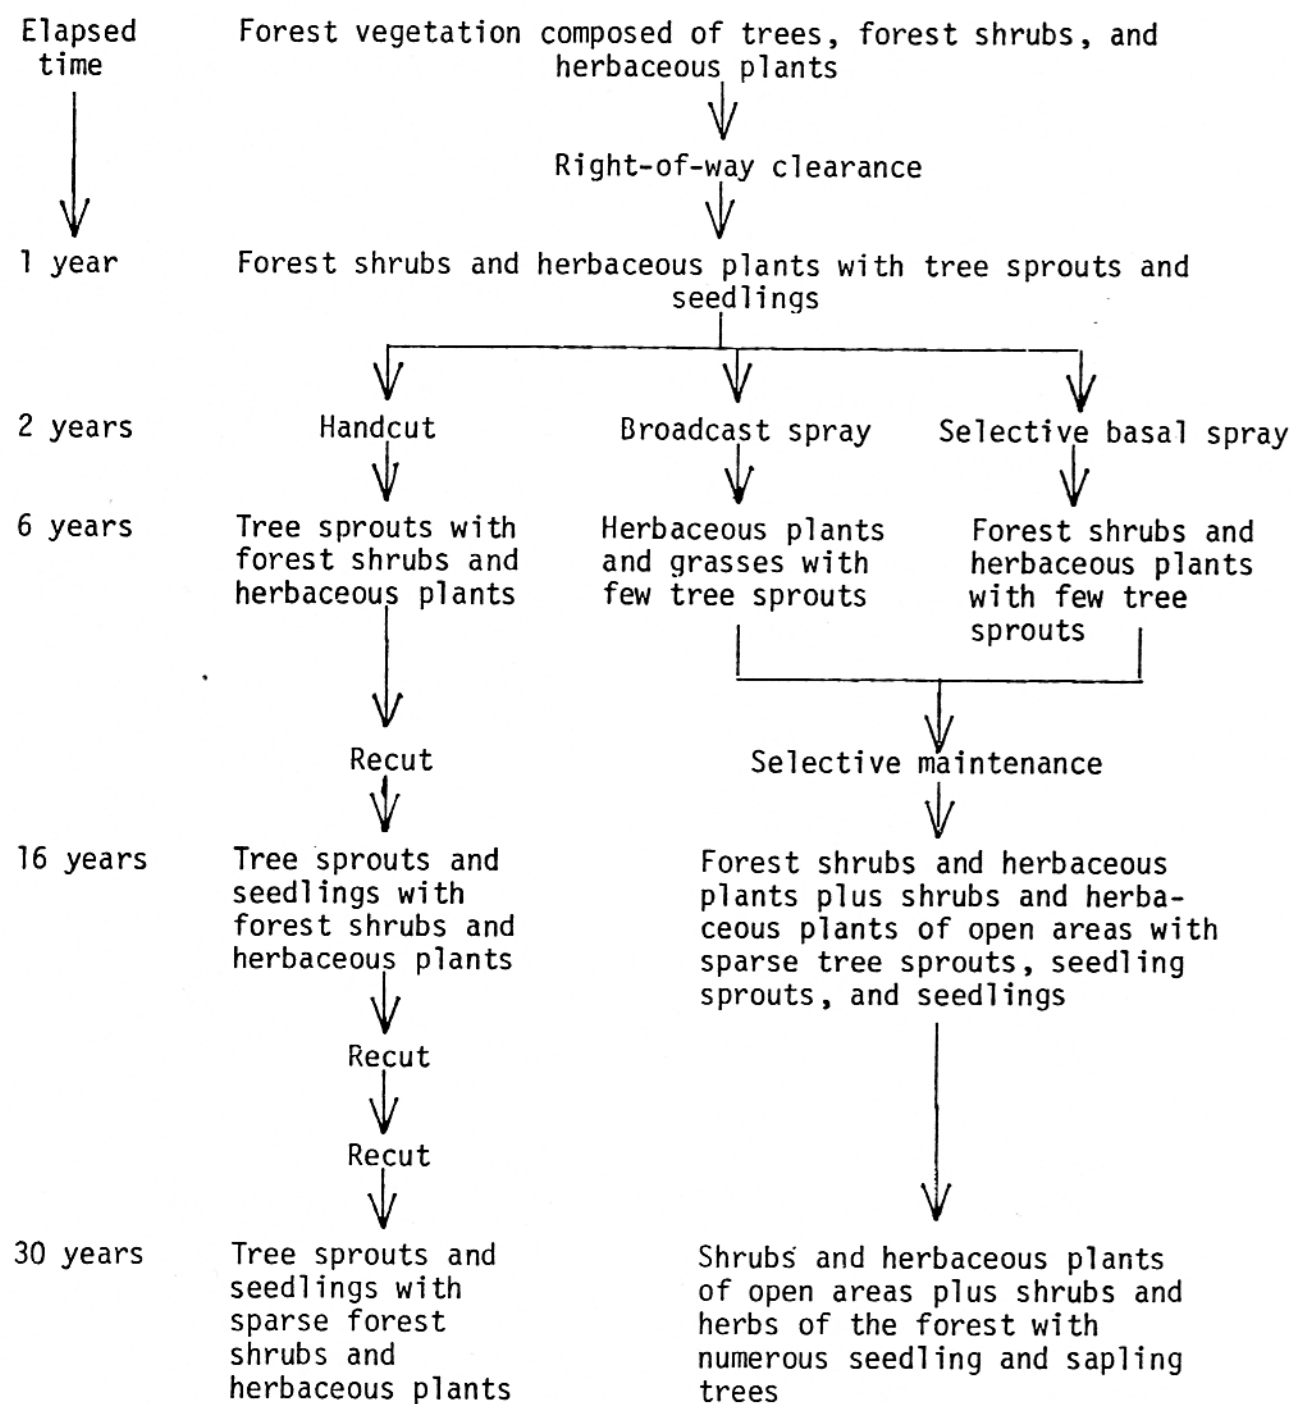 Elapsed
time
Forest vegetation composed of trees, forest shrubs, and
herbaceous plants
Right-of-way clearance
1 year
Forest shrubs and herbaceous plants with tree sprouts and
seedlings
2 years
Handcut
Broadcast spray
Selective basal spray
6 years
Tree sprouts with
forest shrubs and
herbaceous plants
Herbaceous plants
and grasses with
few tree sprouts
Forest shrubs and
herbaceous plants
with few tree
sprouts
Recut
Selective maintenance
16 years
Tree sprouts and
seedlings with
forest shrubs and
herbaceous plants
Forest shrubs and herbaceous
plants plus shrubs and herba-
ceous plants of open areas with
sparse tree sprouts, seedling
sprouts, and seedlings
Recut
Recut
30 years
Tree sprouts and
seedlings with
sparse forest
shrubs and
herbaceous plants
Shrubs and herbaceous plants
of open areas plus shrubs and
herbs of the forest with
numerous seedling and sapling
trees